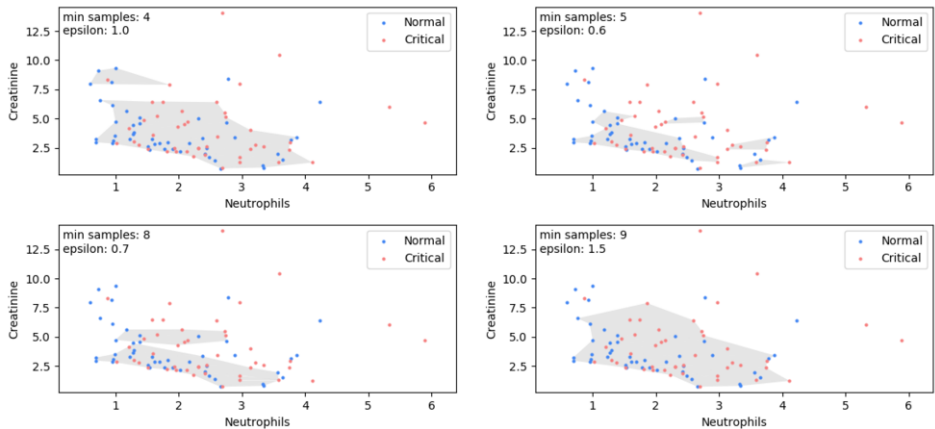 min samples: 4
epsilon: 1.0
Normal
Critical
12.5
10.0
7.5
5.0
2.5
Creatinine
1 2 3 4 5 6
Neutrophils
min samples: 5
epsilon: 0.6
Normal
Critical
12.5
10.0
7.5
5.0
2.5
Creatinine
1 2 3 4 5 6
Neutrophils
min samples: 8
epsilon: 0.7
Normal
Critical
12.5
10.0
7.5
5.0
2.5
Creatinine
1 2 3 4 5 6
Neutrophils
min samples: 9
epsilon: 1.5
Normal
Critical
12.5
10.0
7.5
5.0
2.5
Creatinine
1 2 3 4 5 6
Neutrophils